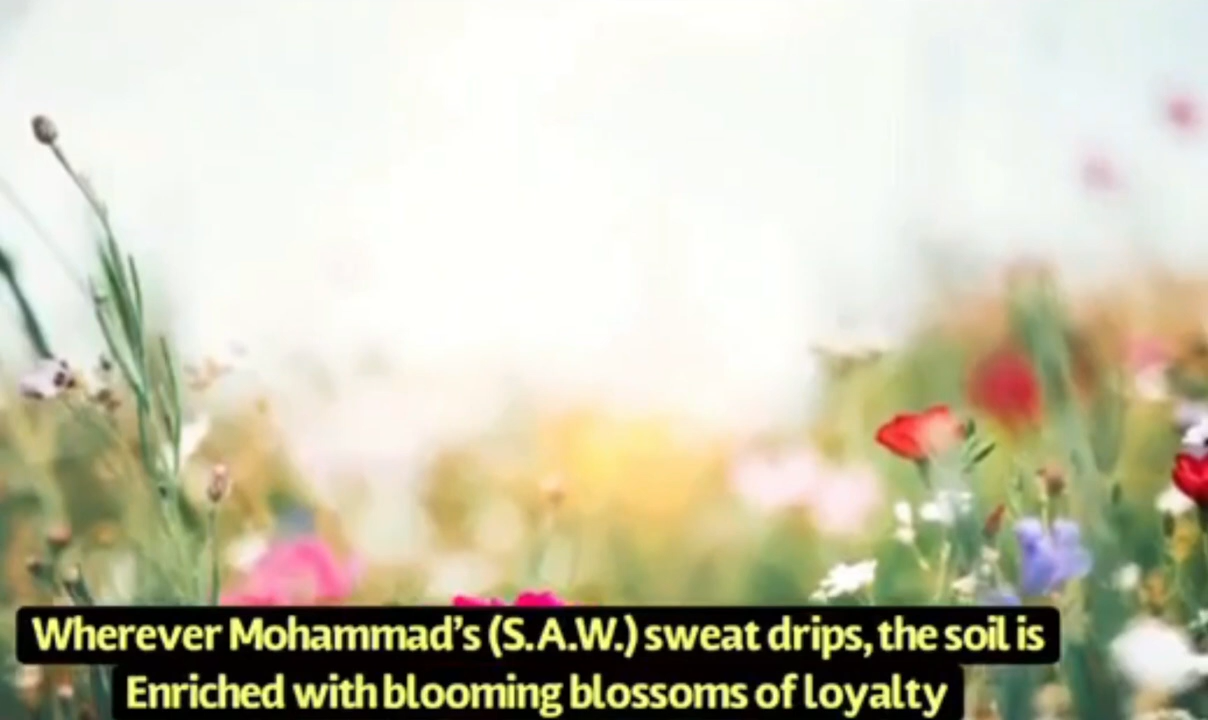 Wherever Mohammad's (S.A.W.) sweat drips, the soil is
Enriched with blooming blossoms of loyalty